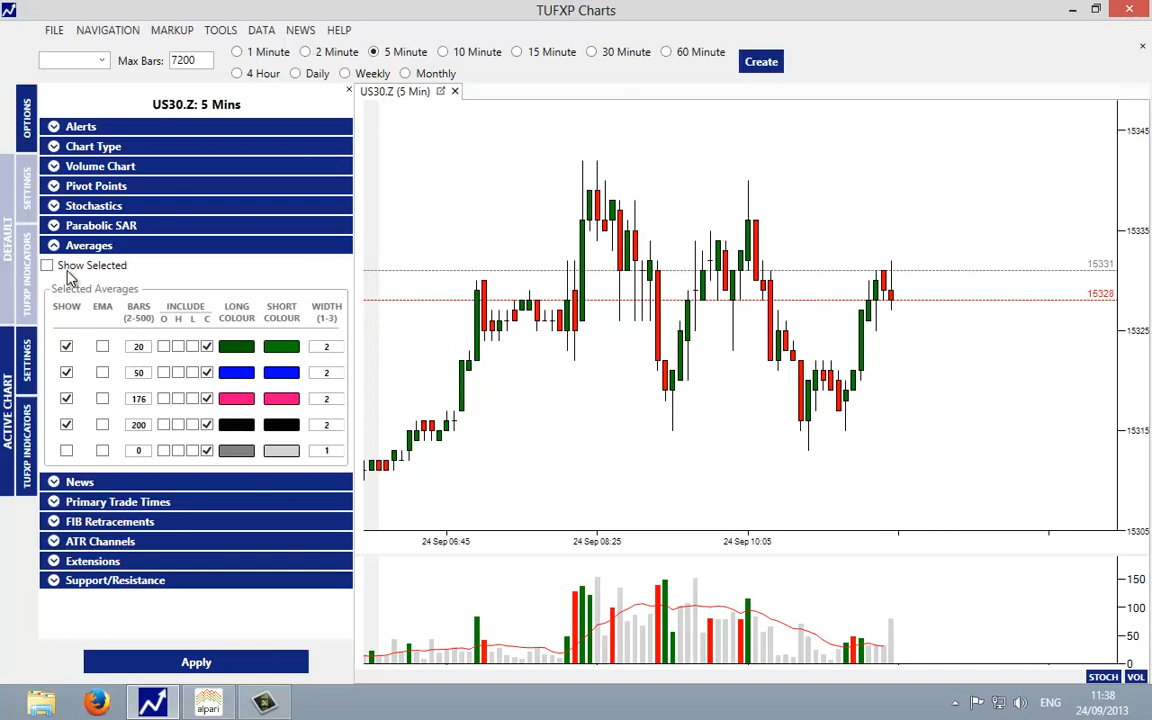 TUFXP Charts
FILE NAVIGATION MARKUP TOOLS DATA NEWS HELP
Max Bars: 7200 1 Minute 2 Minute 5 Minute 10 Minute 15 Minute 30 Minute 60 Minute Create
4 Hour Daily Weekly Monthly
US30.Z (5 Min)
US30.Z: 5 Mins
OPTIONS
DEFAULT
SETTINGS
TUFXP INDICATORS
ACTIVE CHART
SETTINGS
TUFXP INDICATORS
Alerts
Chart Type
Volume Chart
Pivot Points
Stochastics
Parabolic SAR
Averages
Show Selected
Selected Averages
SHOW EMA BARS INCLUDE LONG SHORT WIDTH
(2-500) O H L C COLOUR COLOUR (1-3)
20 2
50 2
176 2
200 2
0 1
News
Primary Trade Times
FIB Retracements
ATR Channels
Extensions
Support/Resistance
Apply
15345
15335
15331
15328
15325
15315
15305
24 Sep 06:45 24 Sep 08:25 24 Sep 10:05
150
100
50
0
STOCH VOL
alpari
ENG
11:38
24/09/2013